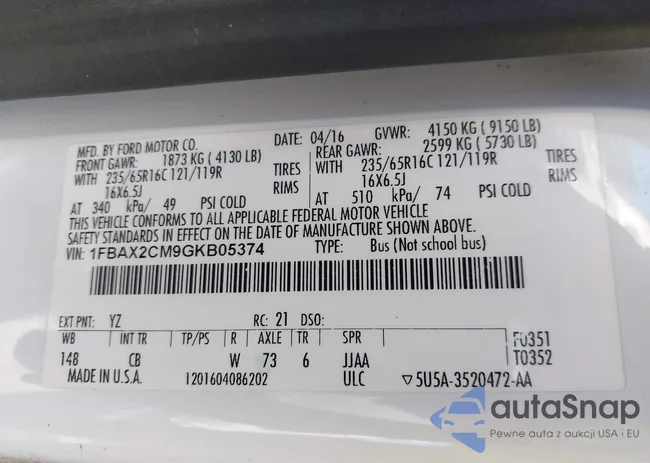 MFD. BY FORD MOTOR CO. DATE: 04/16 GVWR: 4150 KG ( 9150 LB)
FRONT GAWR: 1873 KG ( 4130 LB) REAR GAWR: 2599 KG ( 5730 LB)
WITH 235/65R16C 121/119R TIRES WITH 235/65R16C 121/119R TIRES
16X6.5J RIMS 16X6.5J RIMS
AT 340 kPa/ 49 PSI COLD AT 510 kPa/ 74 PSI COLD
THIS VEHICLE CONFORMS TO ALL APPLICABLE FEDERAL MOTOR VEHICLE
SAFETY STANDARDS IN EFFECT ON THE DATE OF MANUFACTURE SHOWN ABOVE.
VIN: 1FBAX2CM9GKB05374 TYPE: Bus (Not school bus)
EXT PNT: YZ RC: 21 DSO:
WB INT TR TP/PS R AXLE TR SPR F0351
148 CB W 73 6 JJAA T0352
MADE IN U.S.A. 1201604086202 ULC ▽5U5A-3520472-AA
autaSnap
Pewne auta z aukcji USA i EU